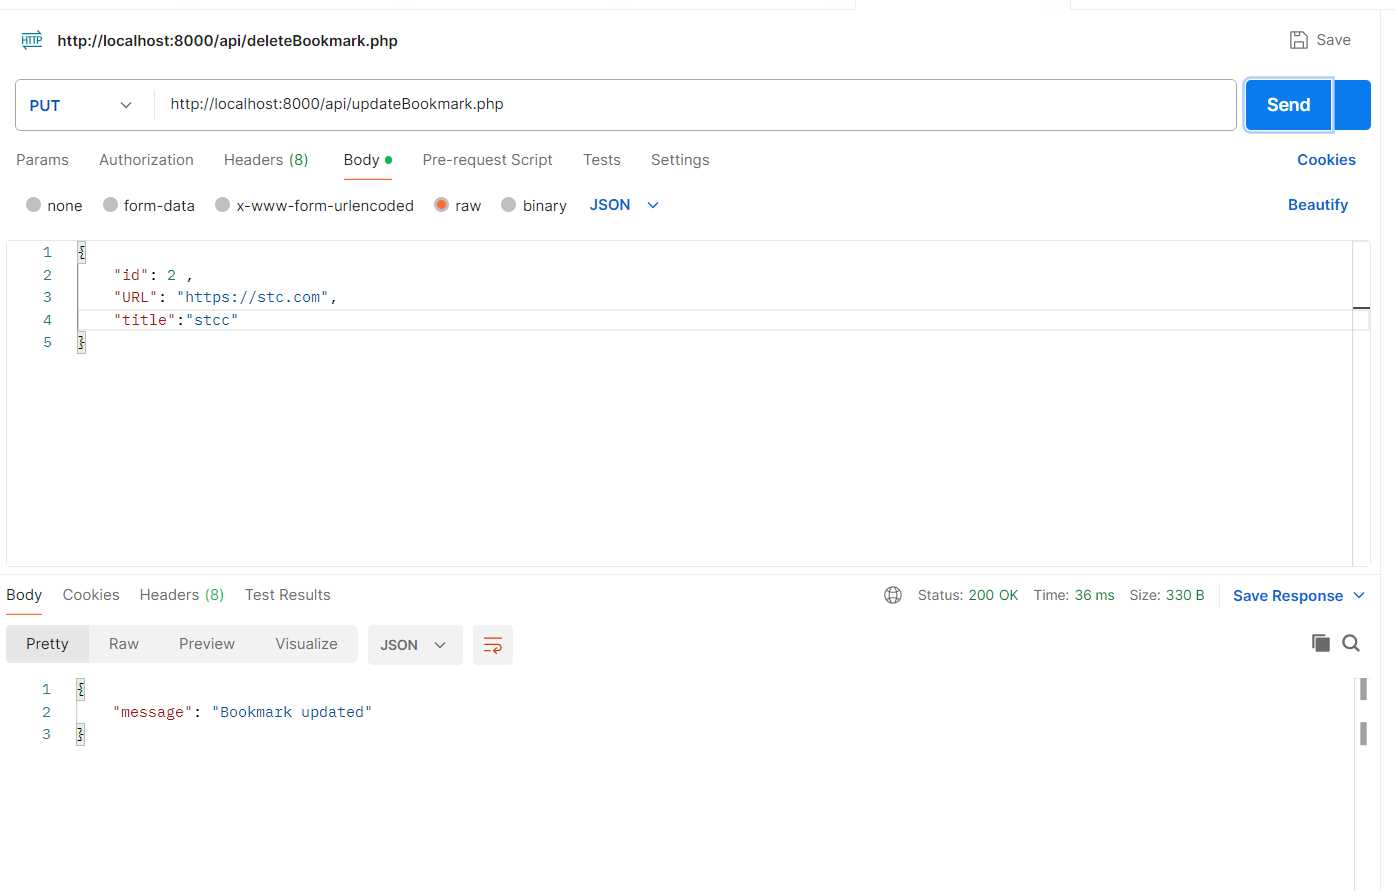 HTTP http://localhost:8000/api/deleteBookmark.php Save
PUT http://localhost:8000/api/updateBookmark.php Send
Params Authorization Headers (8) Body Pre-request Script Tests Settings Cookies
none form-data x-www-form-urlencoded raw binary JSON Beautify
1 {
2 "id": 2 ,
3 "URL": "https://stc.com",
4 "title":"stcc"
5 }
Body Cookies Headers (8) Test Results Status: 200 OK Time: 36 ms Size: 330 B Save Response
Pretty Raw Preview Visualize JSON
1 {
2 "message": "Bookmark updated"
3 }